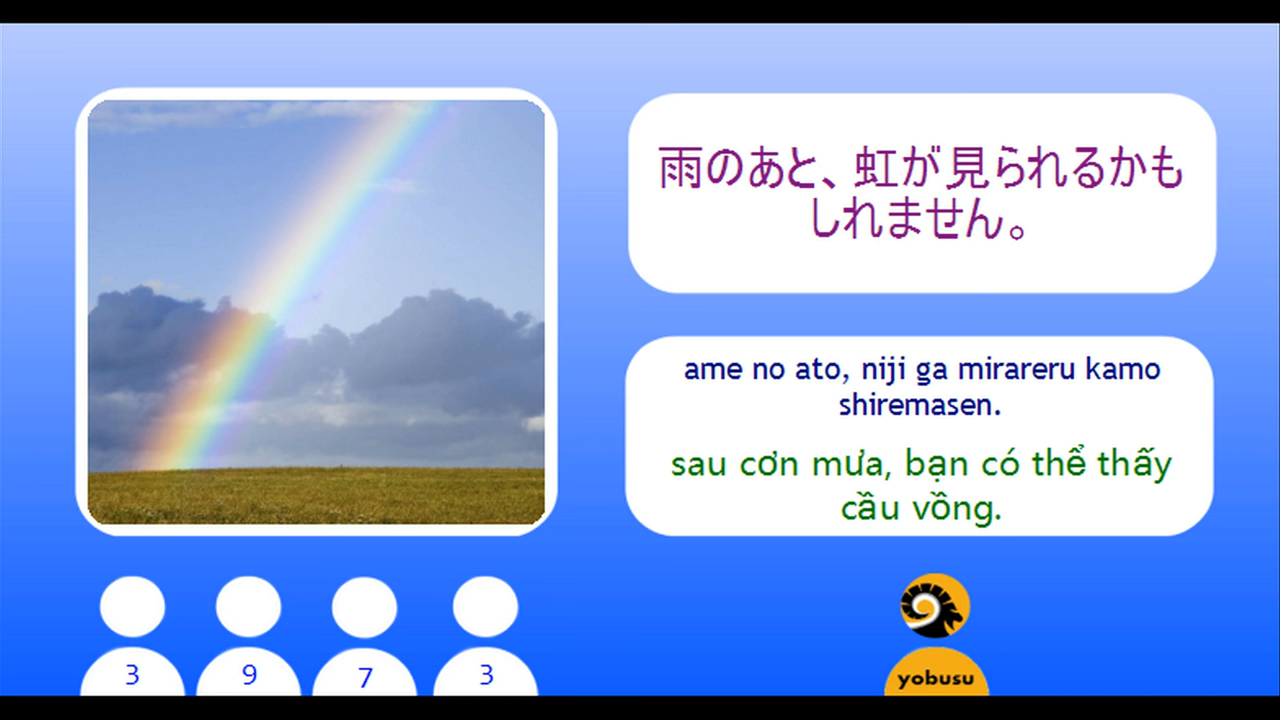 雨のあと、虹が見られるかも
しれません。
ame no ato, niji ga mirareru kamo
shiremasen.
sau cơn mưa, bạn có thể thấy
cầu vồng.
3 9 7 3
yobusu